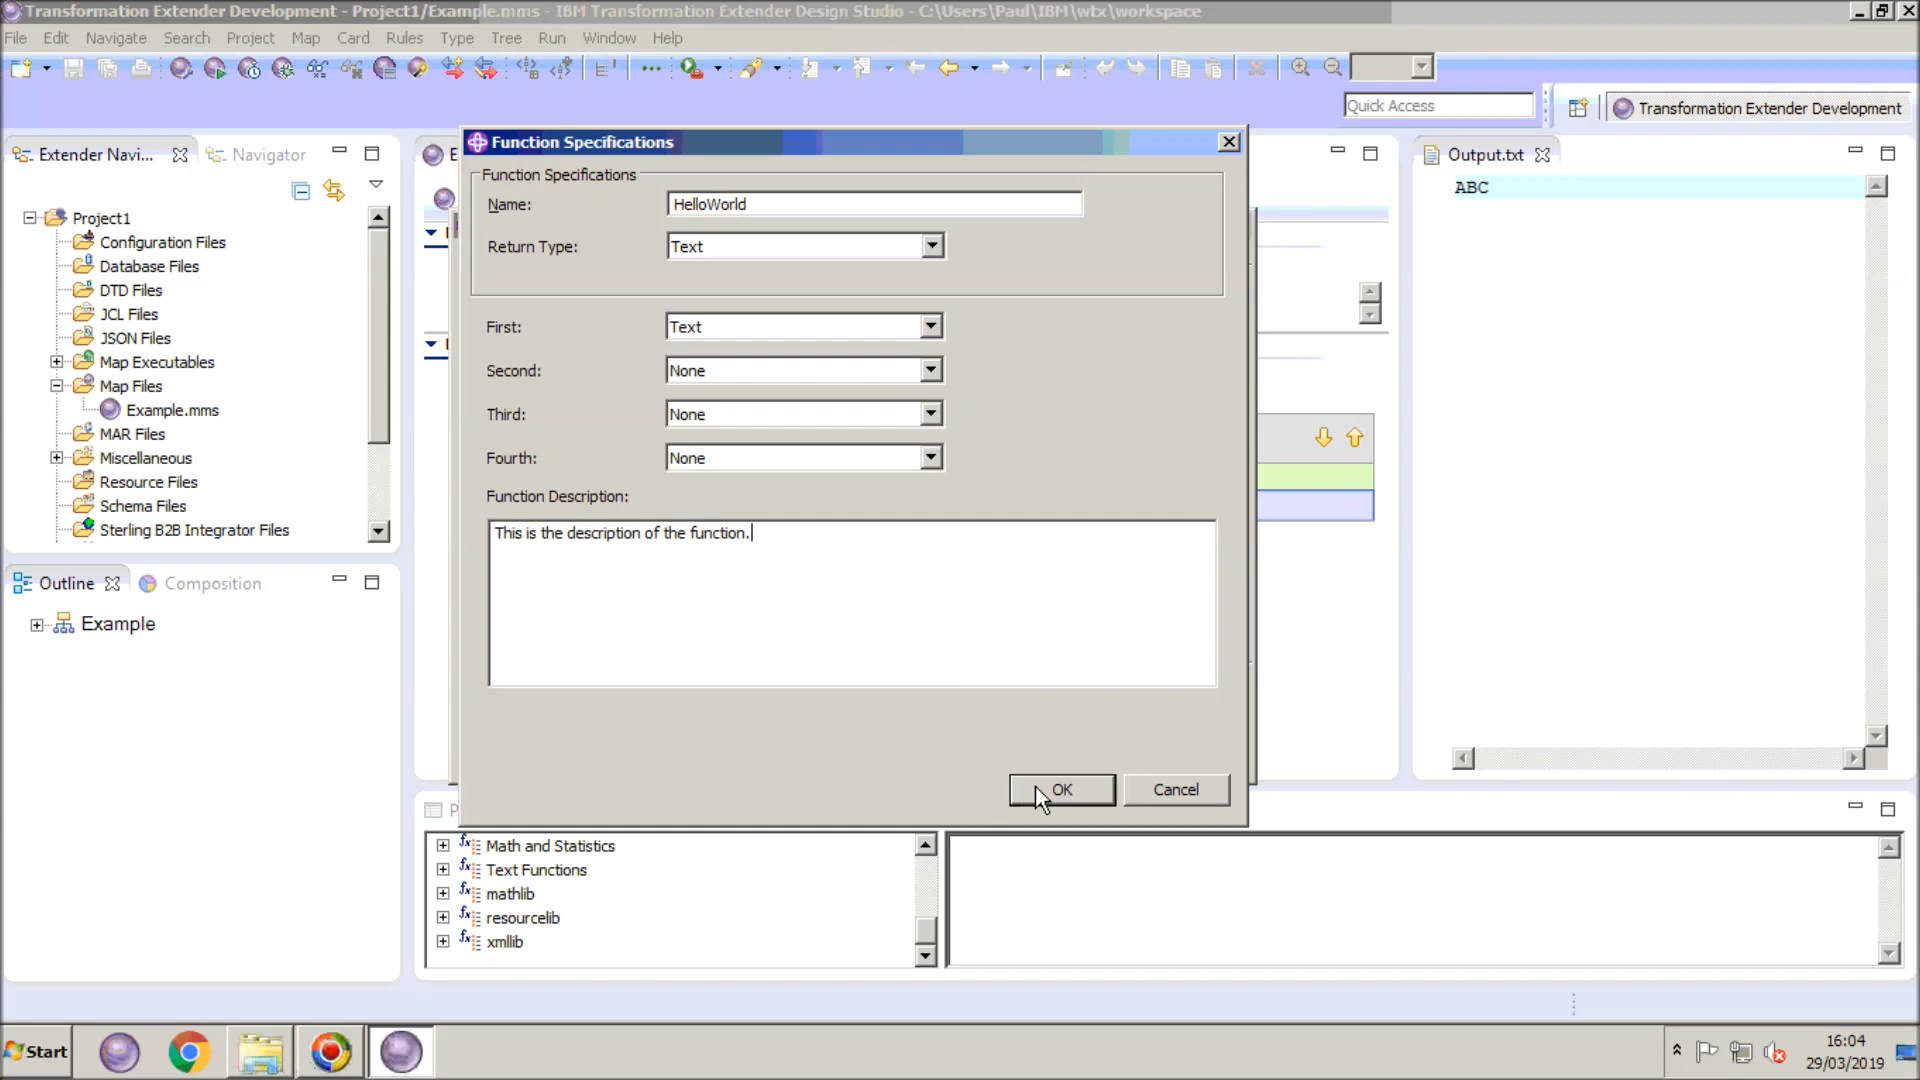 Transformation Extender Development - Project1/Example.mms - IBM Transformation Extender Design Studio - C:\Users\Paul\IBM\wtx\workspace
File Edit Navigate Search Project Map Card Rules Type Tree Run Window Help
Quick Access
Transformation Extender Development
Extender Navi...
Navigator
Project1
Configuration Files
Database Files
DTD Files
JCL Files
JSON Files
Map Executables
Map Files
Example.mms
MAR Files
Miscellaneous
Resource Files
Schema Files
Sterling B2B Integrator Files
Outline
Composition
Example
Function Specifications
Function Specifications
Name: HelloWorld
Return Type: Text
First: Text
Second: None
Third: None
Fourth: None
Function Description:
This is the description of the function.
OK
Cancel
Output.txt
ABC
Math and Statistics
Text Functions
mathlib
resourcelib
xmllib
Start
16:04
29/03/2019